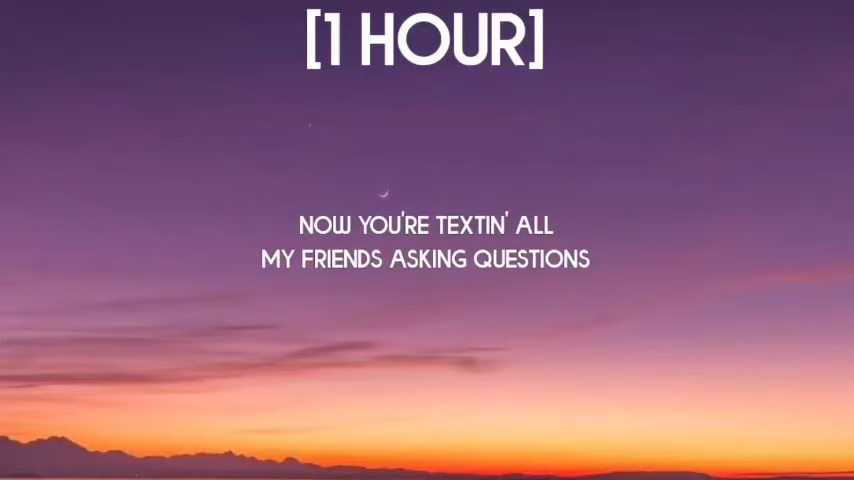 [1 HOUR]
NOW YOU'RE TEXTIN' ALL
MY FRIENDS ASKING QUESTIONS